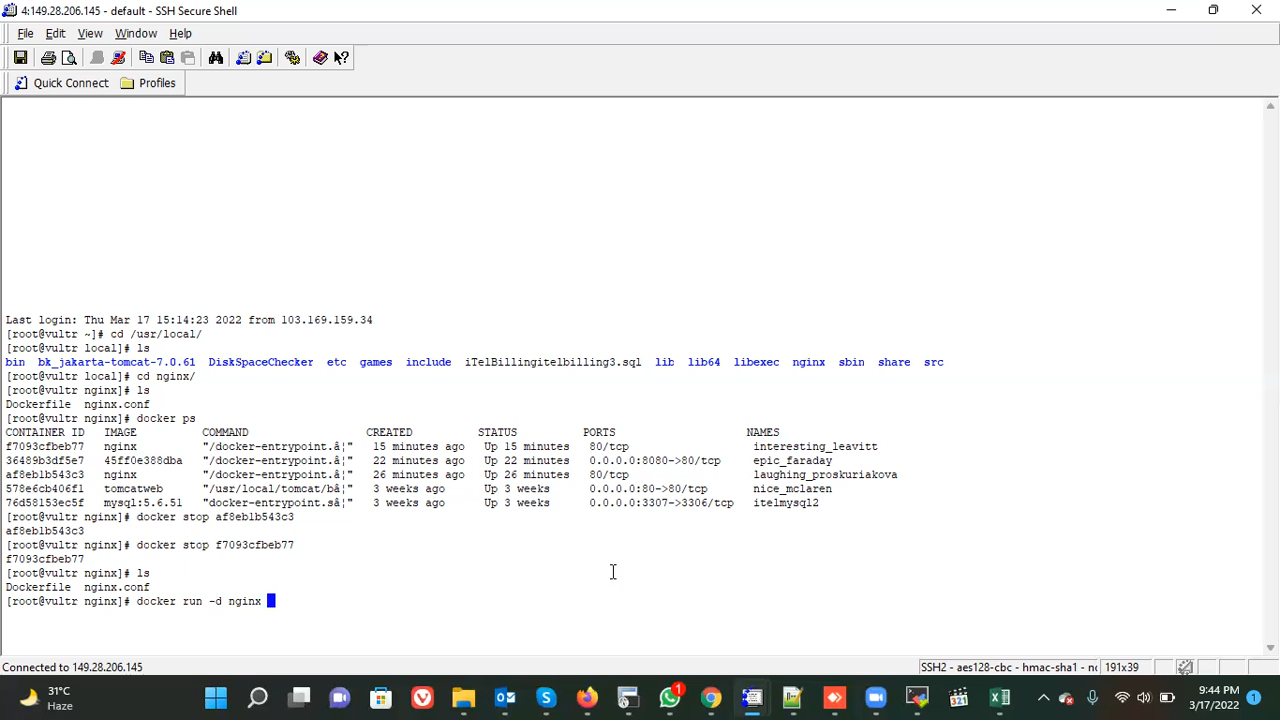 4:149.28.206.145 - default - SSH Secure Shell
File Edit View Window Help
Quick Connect Profiles
Last login: Thu Mar 17 15:14:23 2022 from 103.169.159.34
[root@vultr ~]# cd /usr/local/
[root@vultr local]# ls
bin bk_jakarta-tomcat-7.0.61 DiskSpaceChecker etc games include iTelBillingitelbilling3.sql lib lib64 libexec nginx sbin share src
[root@vultr local]# cd nginx/
[root@vultr nginx]# ls
Dockerfile nginx.conf
[root@vultr nginx]# docker ps
CONTAINER ID IMAGE COMMAND CREATED STATUS PORTS NAMES
f7093cfbeb77 nginx "/docker-entrypoint.â¦" 15 minutes ago Up 15 minutes 80/tcp interesting_leavitt
36489b3df5e7 45ff0e388dba "/docker-entrypoint.â¦" 22 minutes ago Up 22 minutes 0.0.0.0:8080->80/tcp epic_faraday
af8eb1b543c3 nginx "/docker-entrypoint.â¦" 26 minutes ago Up 26 minutes 80/tcp laughing_proskuriakova
578e6cb406f1 tomcatweb "/usr/local/tomcat/bâ¦" 3 weeks ago Up 3 weeks 0.0.0.0:80->80/tcp nice_mclaren
76d58153ec5f mysql:5.6.51 "docker-entrypoint.sâ¦" 3 weeks ago Up 3 weeks 0.0.0.0:3307->3306/tcp itelmysql2
[root@vultr nginx]# docker stop af8eb1b543c3
af8eb1b543c3
[root@vultr nginx]# docker stop f7093cfbeb77
f7093cfbeb77
[root@vultr nginx]# ls
Dockerfile nginx.conf
[root@vultr nginx]# docker run -d nginx
Connected to 149.28.206.145 SSH2 - aes128-cbc - hmac-sha1 - nc 191x39
31°C
Haze
1
321
9:44 PM
3/17/2022
1